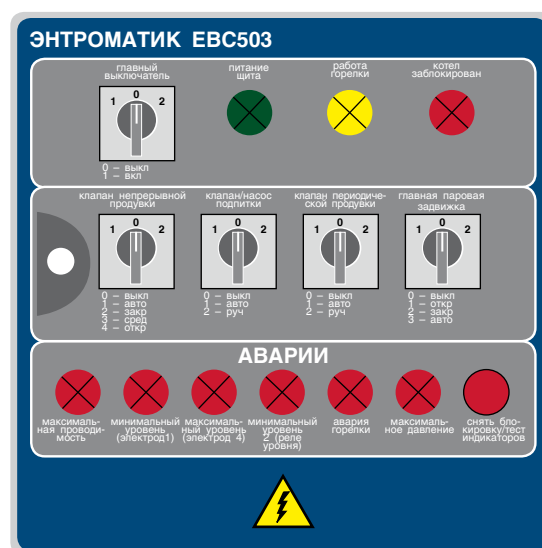 ЭНТРОМАТИК EBC503
главный
выключатель
1 0 2
0 – выкл
1 – вкл
питание
щита
работа
горелки
котел
заблокирован
клапан непрерывной
продувки
1 0 2
0 – выкл
1 – авто
2 – закр
3 – сред
4 – откр
клапан/насос
подпитки
1 0 2
0 – выкл
1 – авто
2 – руч
клапан периодиче-
ской продувки
1 0 2
0 – выкл
1 – авто
2 – руч
главная паровая
задвижка
1 0 2
0 – выкл
1 – откр
2 – закр
3 – авто
АВАРИИ
максималь-
ная проводи-
мость
минимальный
уровень
(электрод1)
максималь-
ный уровень
(электрод 4)
минимальный
уровень
2 (реле
уровня)
авария
горелки
максималь-
ное давление
снять бло-
кировку/тест
индикаторов